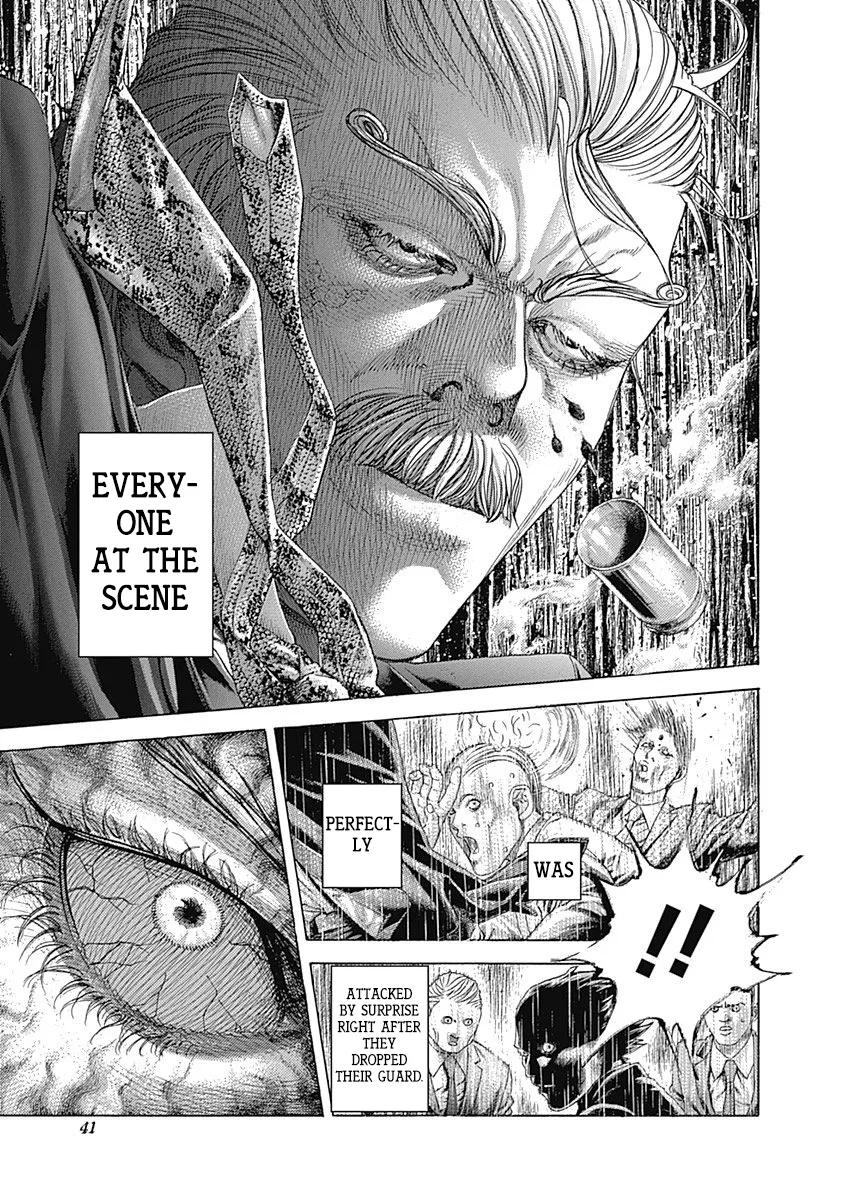 EVERY-
ONE
AT THE
SCENE
WAS
PERFECT-
LY
!!
ATTACKED
BY SURPRISE
RIGHT AFTER
THEY
DROPPED
THEIR GUARD.
41